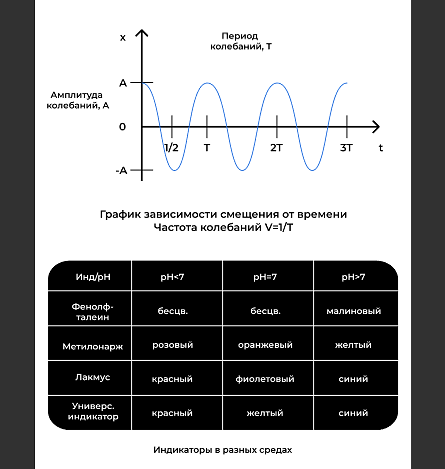 x
Период
колебаний, T
Амплитуда
колебаний, A
A
0
-A
1/2
T
2T
3T
t
График зависимости смещения от времени
Частота колебаний V=1/T
Инд/pH
pH<7
pH=7
pH>7
Фенолф-
талеин
бесцв.
бесцв.
малиновый
Метилонарж
розовый
оранжевый
желтый
Лакмус
красный
фиолетовый
синий
Универс.
индикатор
красный
желтый
синий
Индикаторы в разных средах